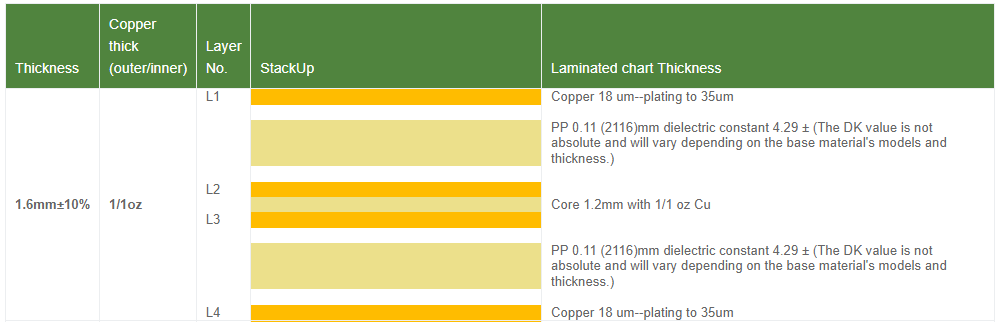 Thickness
Copper
thick
(outer/inner)
Layer
No.
StackUp
Laminated chart Thickness
1.6mm±10%
1/1oz
L1
Copper 18 um--plating to 35um
PP 0.11 (2116)mm dielectric constant 4.29 ± (The DK value is not
absolute and will vary depending on the base material's models and
thickness.)
L2
Core 1.2mm with 1/1 oz Cu
L3
PP 0.11 (2116)mm dielectric constant 4.29 ± (The DK value is not
absolute and will vary depending on the base material's models and
thickness.)
L4
Copper 18 um--plating to 35um